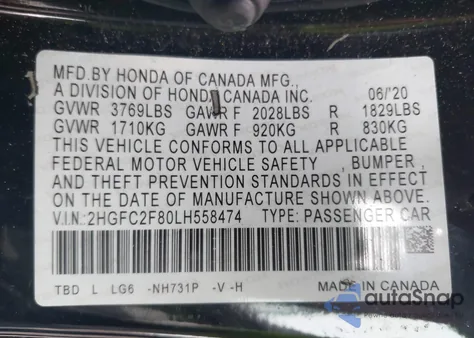 MFD.BY HONDA OF CANADA MFG.,
A DIVISION OF HONDA CANADA INC. 06/'20
GVWR 3769LBS GAWR F 2028LBS R 1829LBS
GVWR 1710KG GAWR F 920KG R 830KG
THIS VEHICLE CONFORMS TO ALL APPLICABLE
FEDERAL MOTOR VEHICLE SAFETY , BUMPER ,
AND THEFT PREVENTION STANDARDS IN EFFECT
ON THE DATE OF MANUFACTURE SHOWN ABOVE.
V.I.N:2HGFC2F80LH558474 TYPE: PASSENGER CAR
TBD L LG6 -NH731P -V -H MADE IN CANADA
autoSnap